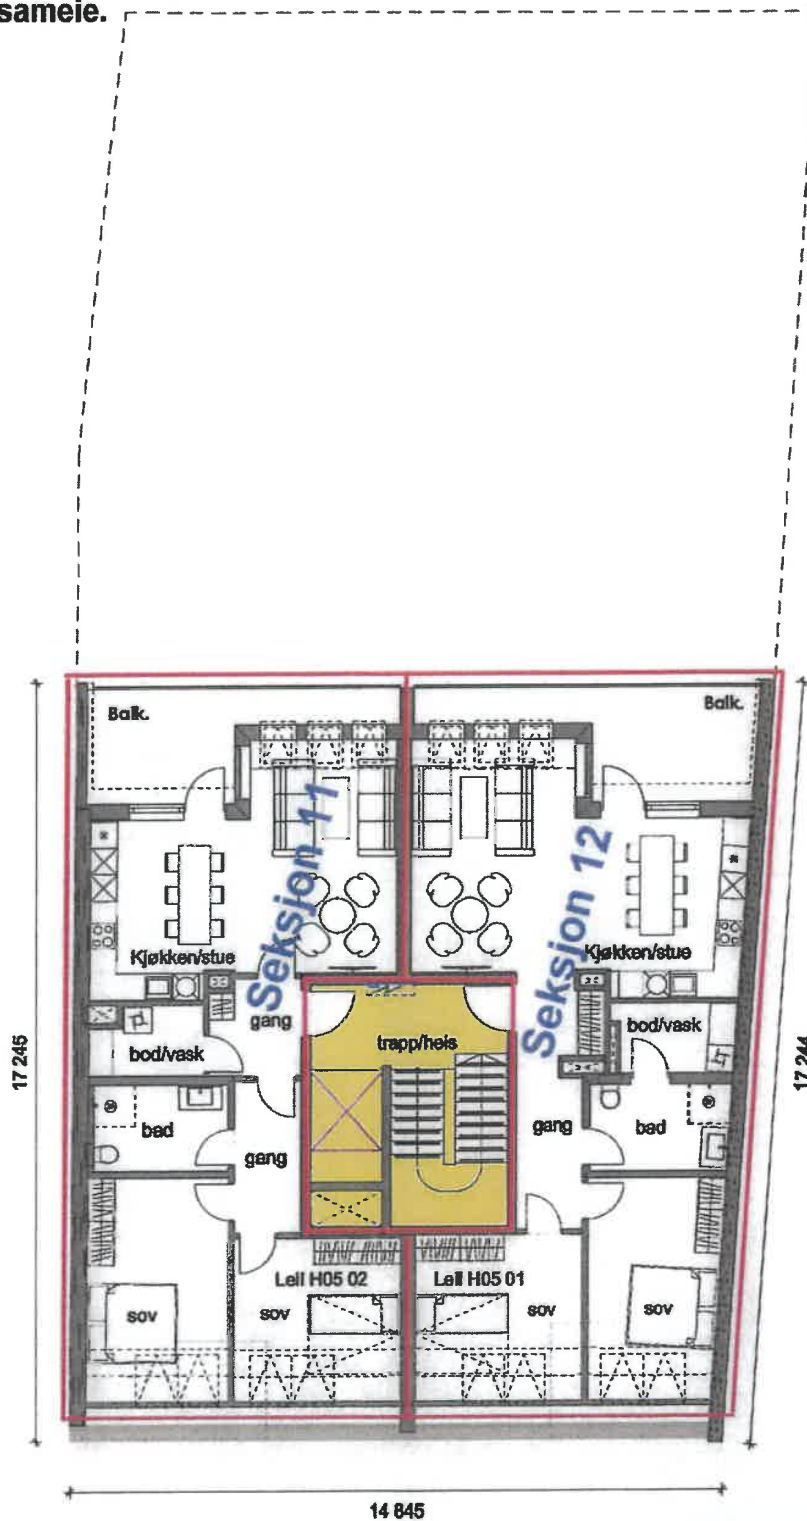 sameie.
Balk.
Balk.
Seksjon 11
Seksjon 12
Kjøkken/stue
Kjøkken/stue
gang
trapp/heis
bod/vask
bod/vask
17 245
17 244
bad
gang
gang
bad
Leil H05 02
Leil H05 01
sov
sov
sov
sov
14 845